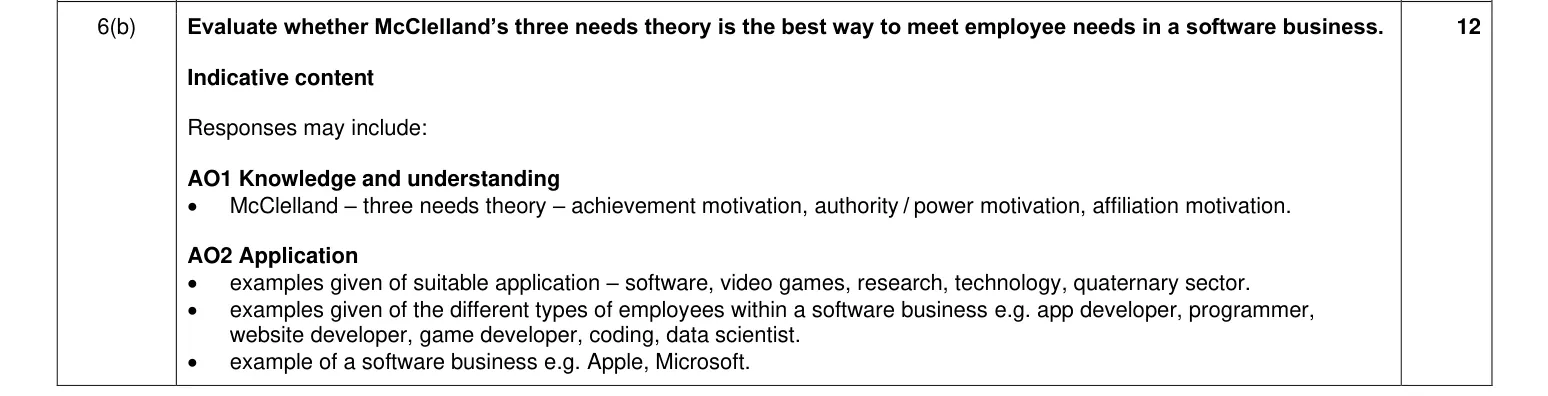 6(b) Evaluate whether McClelland’s three needs theory is the best way to meet employee needs in a software business. 12
Indicative content
Responses may include:
AO1 Knowledge and understanding
• McClelland – three needs theory – achievement motivation, authority / power motivation, affiliation motivation.
AO2 Application
• examples given of suitable application – software, video games, research, technology, quaternary sector.
• examples given of the different types of employees within a software business e.g. app developer, programmer,
website developer, game developer, coding, data scientist.
• example of a software business e.g. Apple, Microsoft.